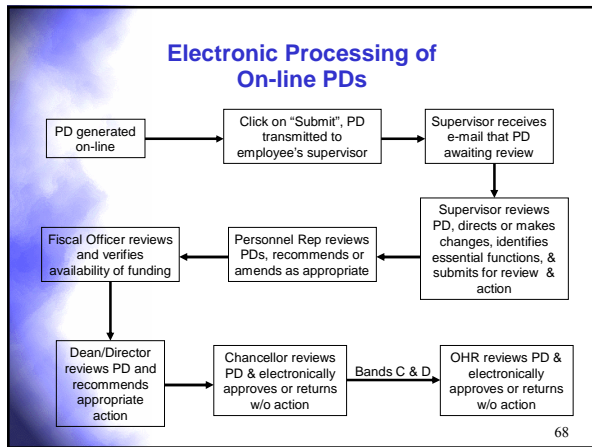 Electronic Processing of
On-line PDs
PD generated
on-line
Click on “Submit”, PD
transmitted to
employee’s supervisor
Supervisor receives
e-mail that PD
awaiting review
Supervisor reviews
PD, directs or makes
changes, identifies
essential functions, &
submits for review &
action
Personnel Rep reviews
PDs, recommends or
amends as appropriate
Fiscal Officer reviews
and verifies
availability of funding
Dean/Director
reviews PD and
recommends
appropriate
action
Chancellor reviews
PD & electronically
approves or returns
w/o action
Bands C & D
OHR reviews PD &
electronically
approves or returns
w/o action
68